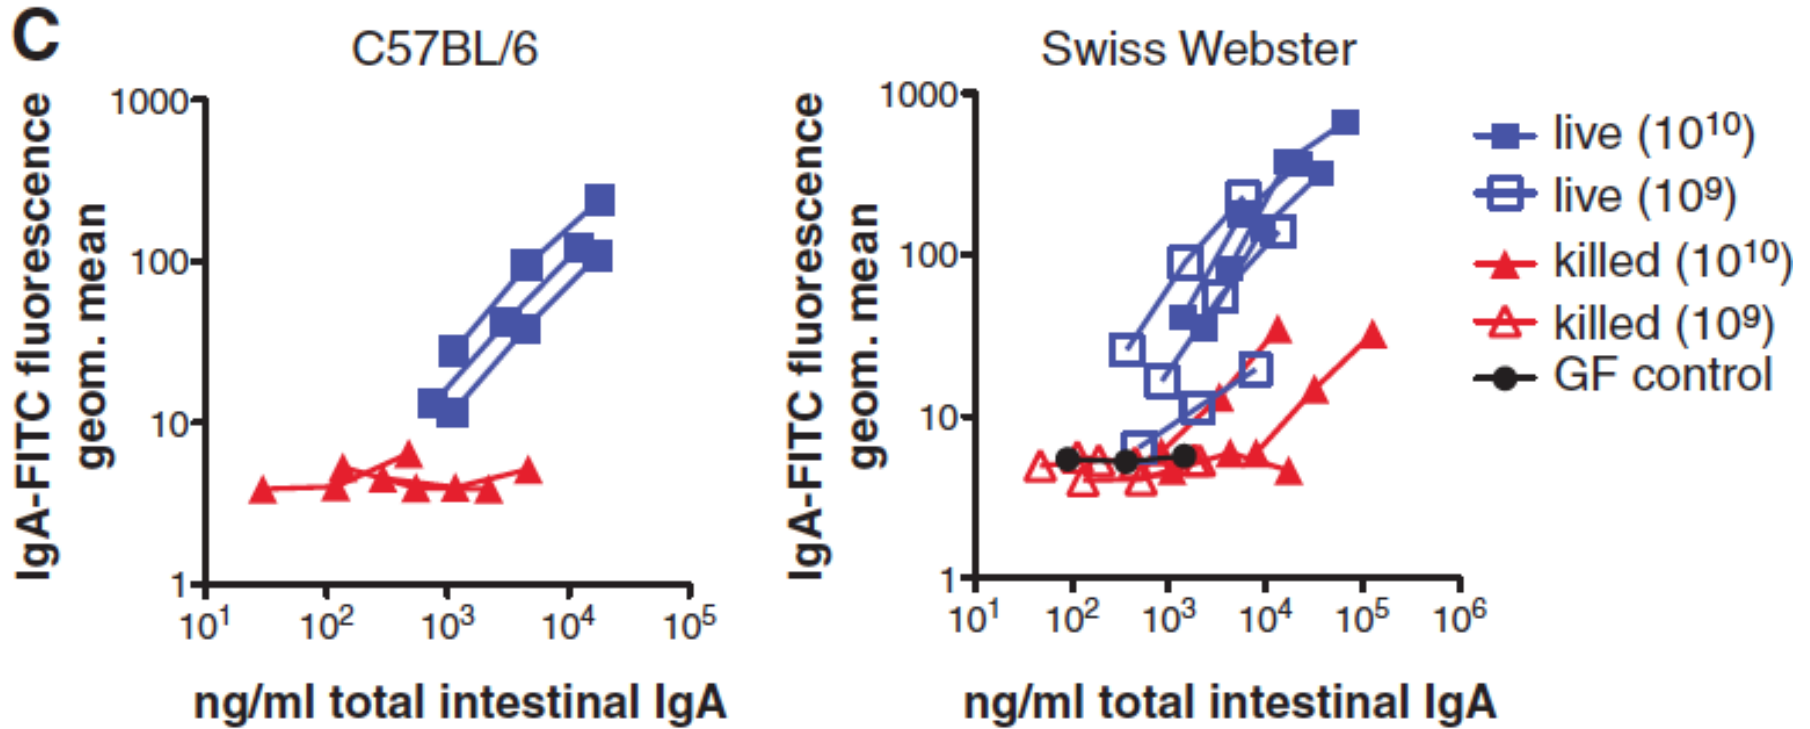 C
C57BL/6
IgA-FITC fluorescence
geom. mean
1000
100
10
1
10¹ 10² 10³ 10⁴ 10⁵
ng/ml total intestinal IgA
Swiss Webster
IgA-FITC fluorescence
geom. mean
1000
100
10
1
10¹ 10² 10³ 10⁴ 10⁵ 10⁶
ng/ml total intestinal IgA
live (10¹⁰)
live (10⁹)
killed (10¹⁰)
killed (10⁹)
GF control